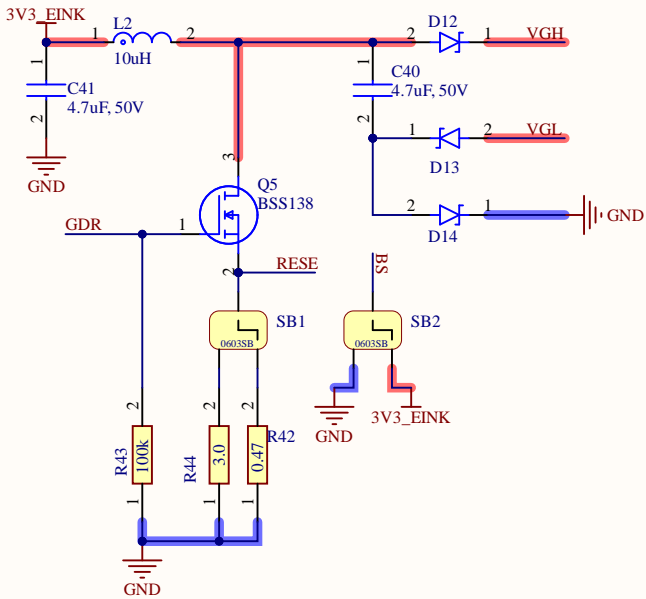 3V3_EINK
L2
1
2
10uH
2
D12
1
VGH
1
C41
4.7uF, 50V
2
GND
1
C40
4.7uF, 50V
2
1
2
VGL
D13
3
Q5
BSS138
GDR
1
2
1
GND
D14
2
RESE
BS
SB1
0603SB
SB2
0603SB
GND
3V3_EINK
2
R43
100k
1
2
R44
3.0
1
2
R42
0.47
1
GND